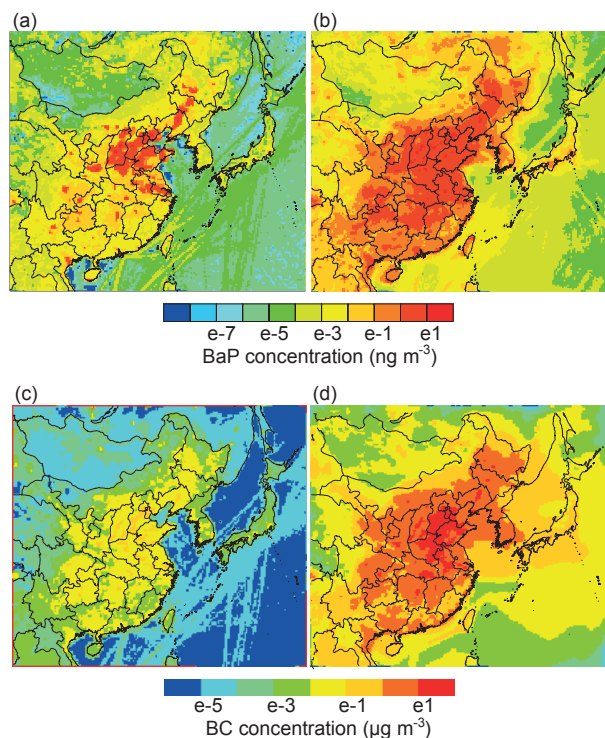 (a) (b)
e-7 e-5 e-3 e-1 e1
BaP concentration (ng m-3)
(c) (d)
e-5 e-3 e-1 e1
BC concentration (μg m-3)